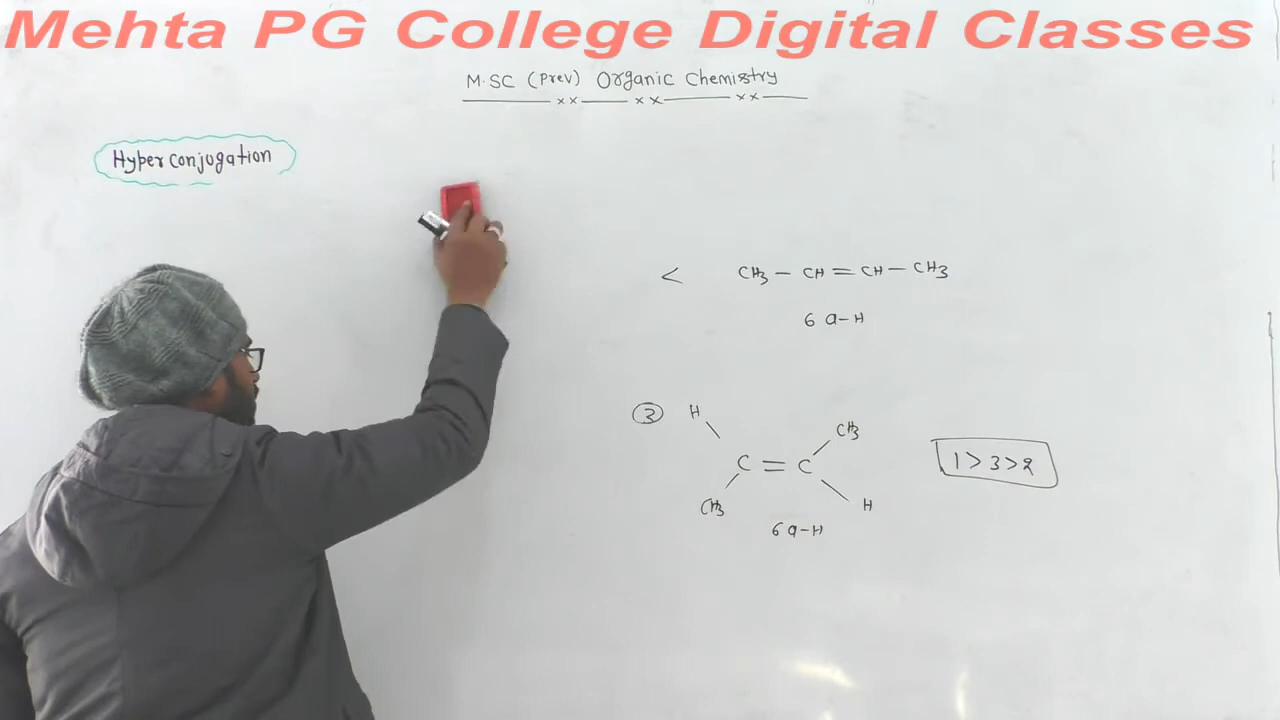 Mehta PG College Digital Classes
M.SC (Prev) Organic Chemistry
Hyper conjugation
< CH3 - CH = CH - CH3
6 α-H
③ H
CH3
C = C
1 > 3 > 2
CH3
H
6 α-H